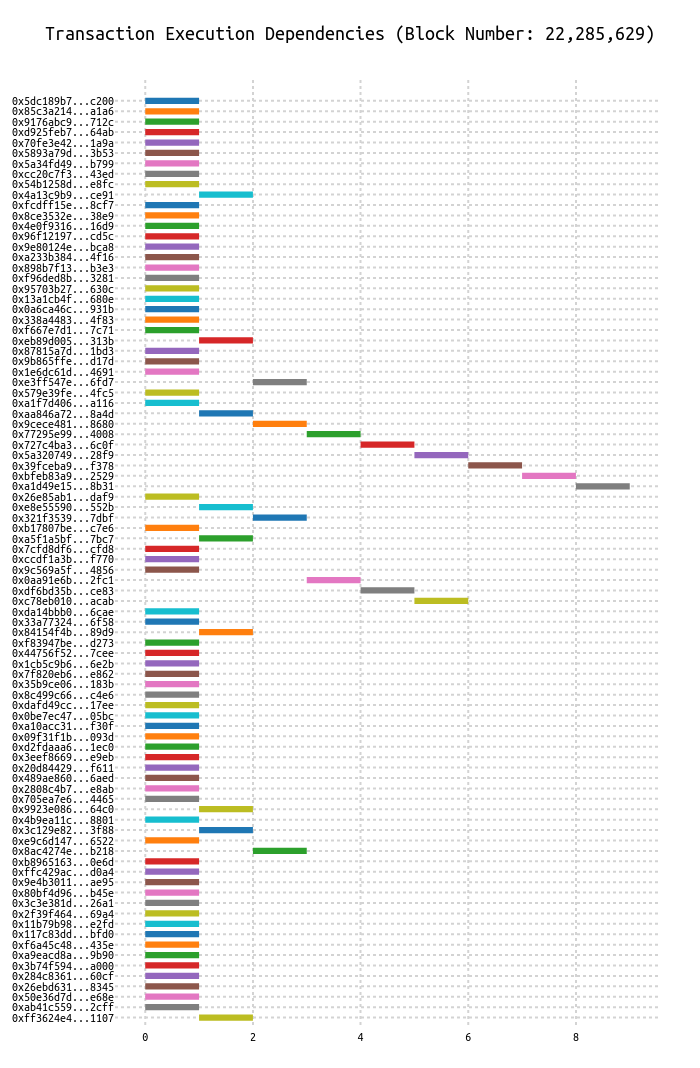 Transaction Execution Dependencies (Block Number: 22,285,629)
0x5dc189b7...c200
0x85c3a214...a1a6
0x9176abc9...712c
0xd925feb7...64ab
0x70fe3e42...1a9a
0x5893a79d...3b53
0x5a34fd49...b799
0xcc20c7f3...43ed
0x54b1258d...e8fc
0x4a13c9b9...ce91
0xfcdff15e...8cf7
0x8ce3532e...38e9
0x4e0f9316...16d9
0x96f12197...cd5c
0x9e80124e...bca8
0xa233b384...4f16
0x898b7f13...b3e3
0xf96ded8b...3281
0x95703b27...630c
0x13a1cb4f...680e
0x0a6ca46c...931b
0x338a4483...4f83
0xf667e7d1...7c71
0xeb89d005...313b
0x87815a7d...1bd3
0x9b865ffe...d17d
0x1e6dc61d...4691
0xe3ff547e...6fd7
0x579e39fe...4fc5
0xa1f7d406...a116
0xaa846a72...8a4d
0x9cece481...8680
0x77295e99...4008
0x727c4ba3...6c0f
0x5a320749...28f9
0x39fceba9...f378
0xbfeb83a9...2529
0xa1d49e15...8b31
0x26e85ab1...daf9
0xe8e55590...552b
0x321f3539...7dbf
0xb17807be...c7e6
0xa5f1a5bf...7bc7
0x7cfd8df6...cfd8
0xccdf1a3b...f770
0x9c569a5f...4856
0x0aa91e6b...2fc1
0xdf6bd35b...ce83
0xc78eb010...acab
0xda14bbb0...6cae
0x33a77324...6f58
0x84154f4b...89d9
0xf83947be...d273
0x44756f52...7cee
0x1cb5c9b6...6e2b
0x7f820eb6...e862
0x35b9ce06...183b
0x8c499c66...c4e6
0xdafd49cc...17ee
0x0be7ec47...05bc
0xa10acc31...f30f
0x09f31f1b...093d
0xd2fdaaa6...1ec0
0x3eef8669...e9eb
0x20d84429...f611
0x489ae860...6aed
0x2808c4b7...e8ab
0x705ea7e6...4465
0x9923e086...64c0
0x4b9ea11c...8801
0x3c129e82...3f88
0xe9c6d147...6522
0x8ac4274e...b218
0xb8965163...0e6d
0xffc429ac...d0a4
0x9e4b3011...ae95
0x80bf4d96...b45e
0x3c3e381d...26a1
0x2f39f464...69a4
0x11b79b98...e2fd
0x117c83dd...bfd0
0xf6a45c48...435e
0xa9eacd8a...9b90
0x3b74f594...a000
0x284c8361...60cf
0x26ebd631...8345
0x50e36d7d...e68e
0xab41c559...2cff
0xff3624e4...1107
0 2 4 6 8